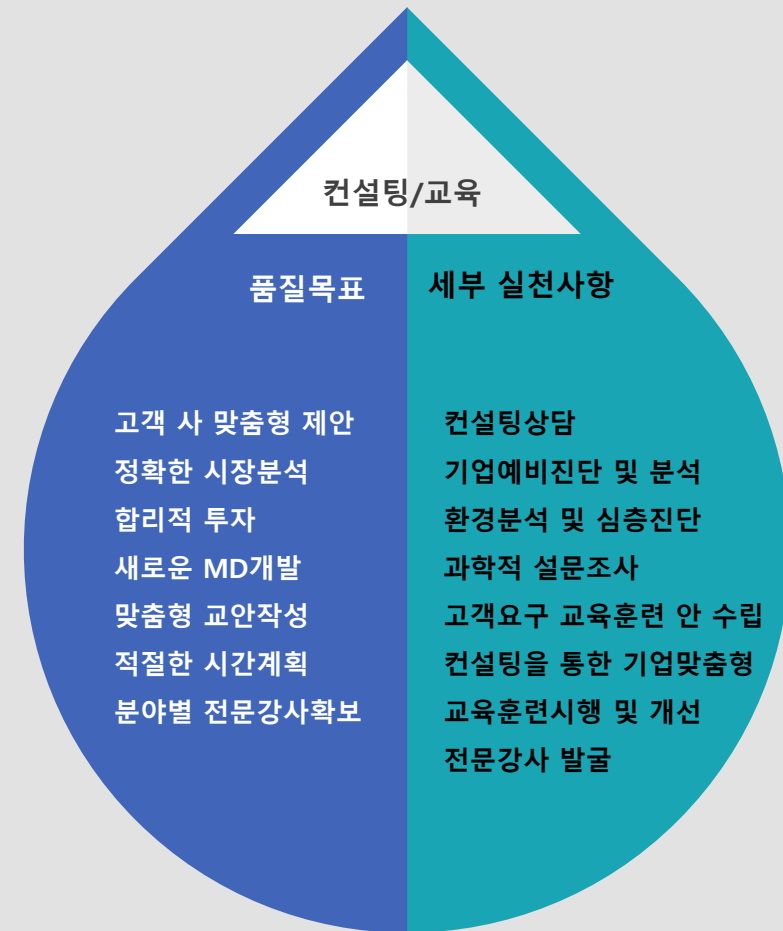 컨설팅/교육
품질목표
고객 사 맞춤형 제안
정확한 시장분석
합리적 투자
새로운 MD개발
맞춤형 교안작성
적절한 시간계획
분야별 전문강사확보
세부 실천사항
컨설팅상담
기업예비진단 및 분석
환경분석 및 심층진단
과학적 설문조사
고객요구 교육훈련 안 수립
컨설팅을 통한 기업맞춤형
교육훈련시행 및 개선
전문강사 발굴